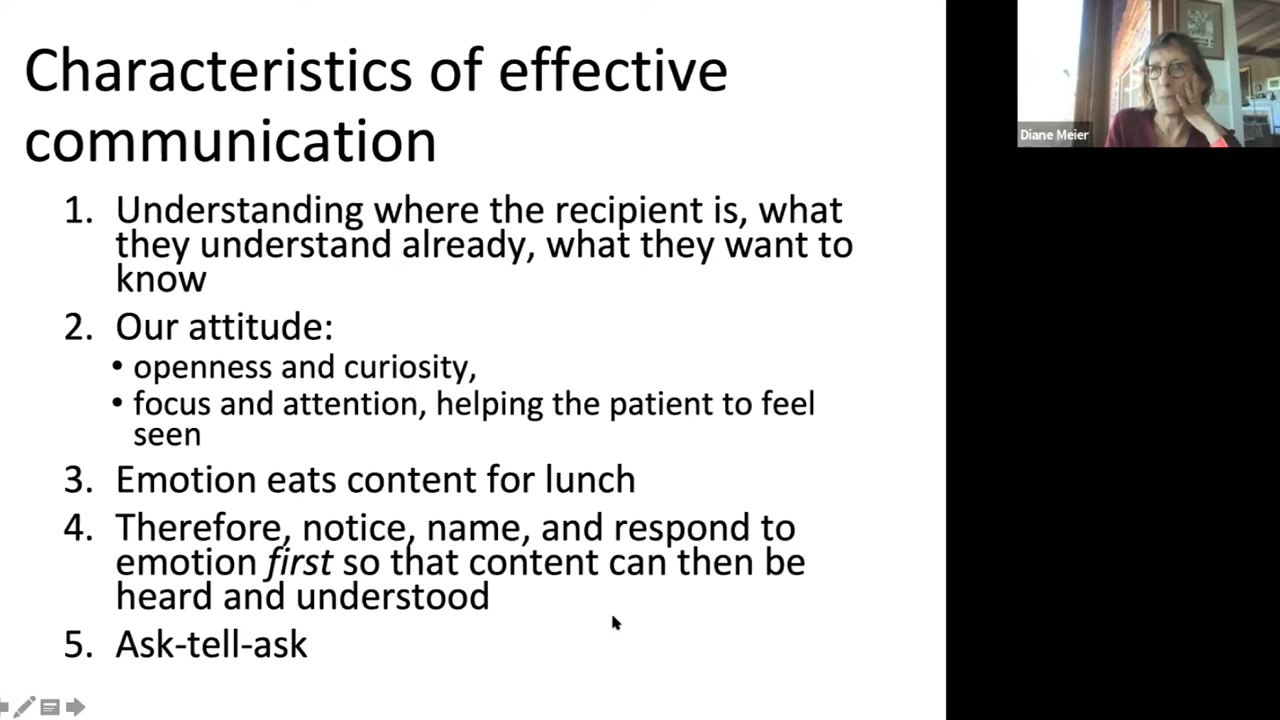 Characteristics of effective
communication
1. Understanding where the recipient is, what
they understand already, what they want to
know
2. Our attitude:
• openness and curiosity,
• focus and attention, helping the patient to feel
seen
3. Emotion eats content for lunch
4. Therefore, notice, name, and respond to
emotion first so that content can then be
heard and understood
5. Ask-tell-ask
Diane Meier